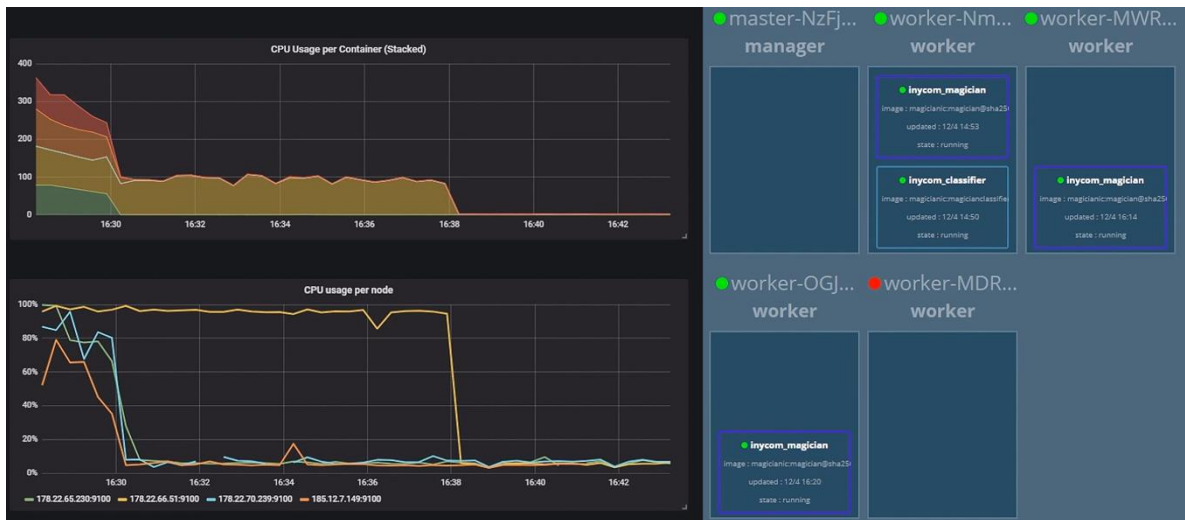 CPU Usage per Container (Stacked)
400
300
200
100
0
16:30 16:32 16:34 16:36 16:38 16:40 16:42
CPU usage per node
100%
80%
60%
40%
20%
0%
16:30 16:32 16:34 16:36 16:38 16:40 16:42
178.22.65.230:9100 178.22.66.51:9100 178.22.70.239:9100 185.12.7.149:9100
master-NzFj...
manager
worker-Nm...
worker
inycom_magician
image : magicianic:magician@sha25
updated : 12/4 14:53
state : running
inycom_classifier
image : magicianic:magicianclassifie
updated : 12/4 14:50
state : running
worker-MWR...
worker
inycom_magician
image : magicianic:magician@sha25
updated : 12/4 16:14
state : running
worker-OGJ...
worker
inycom_magician
image : magicianic:magician@sha25
updated : 12/4 16:20
state : running
worker-MDR...
worker